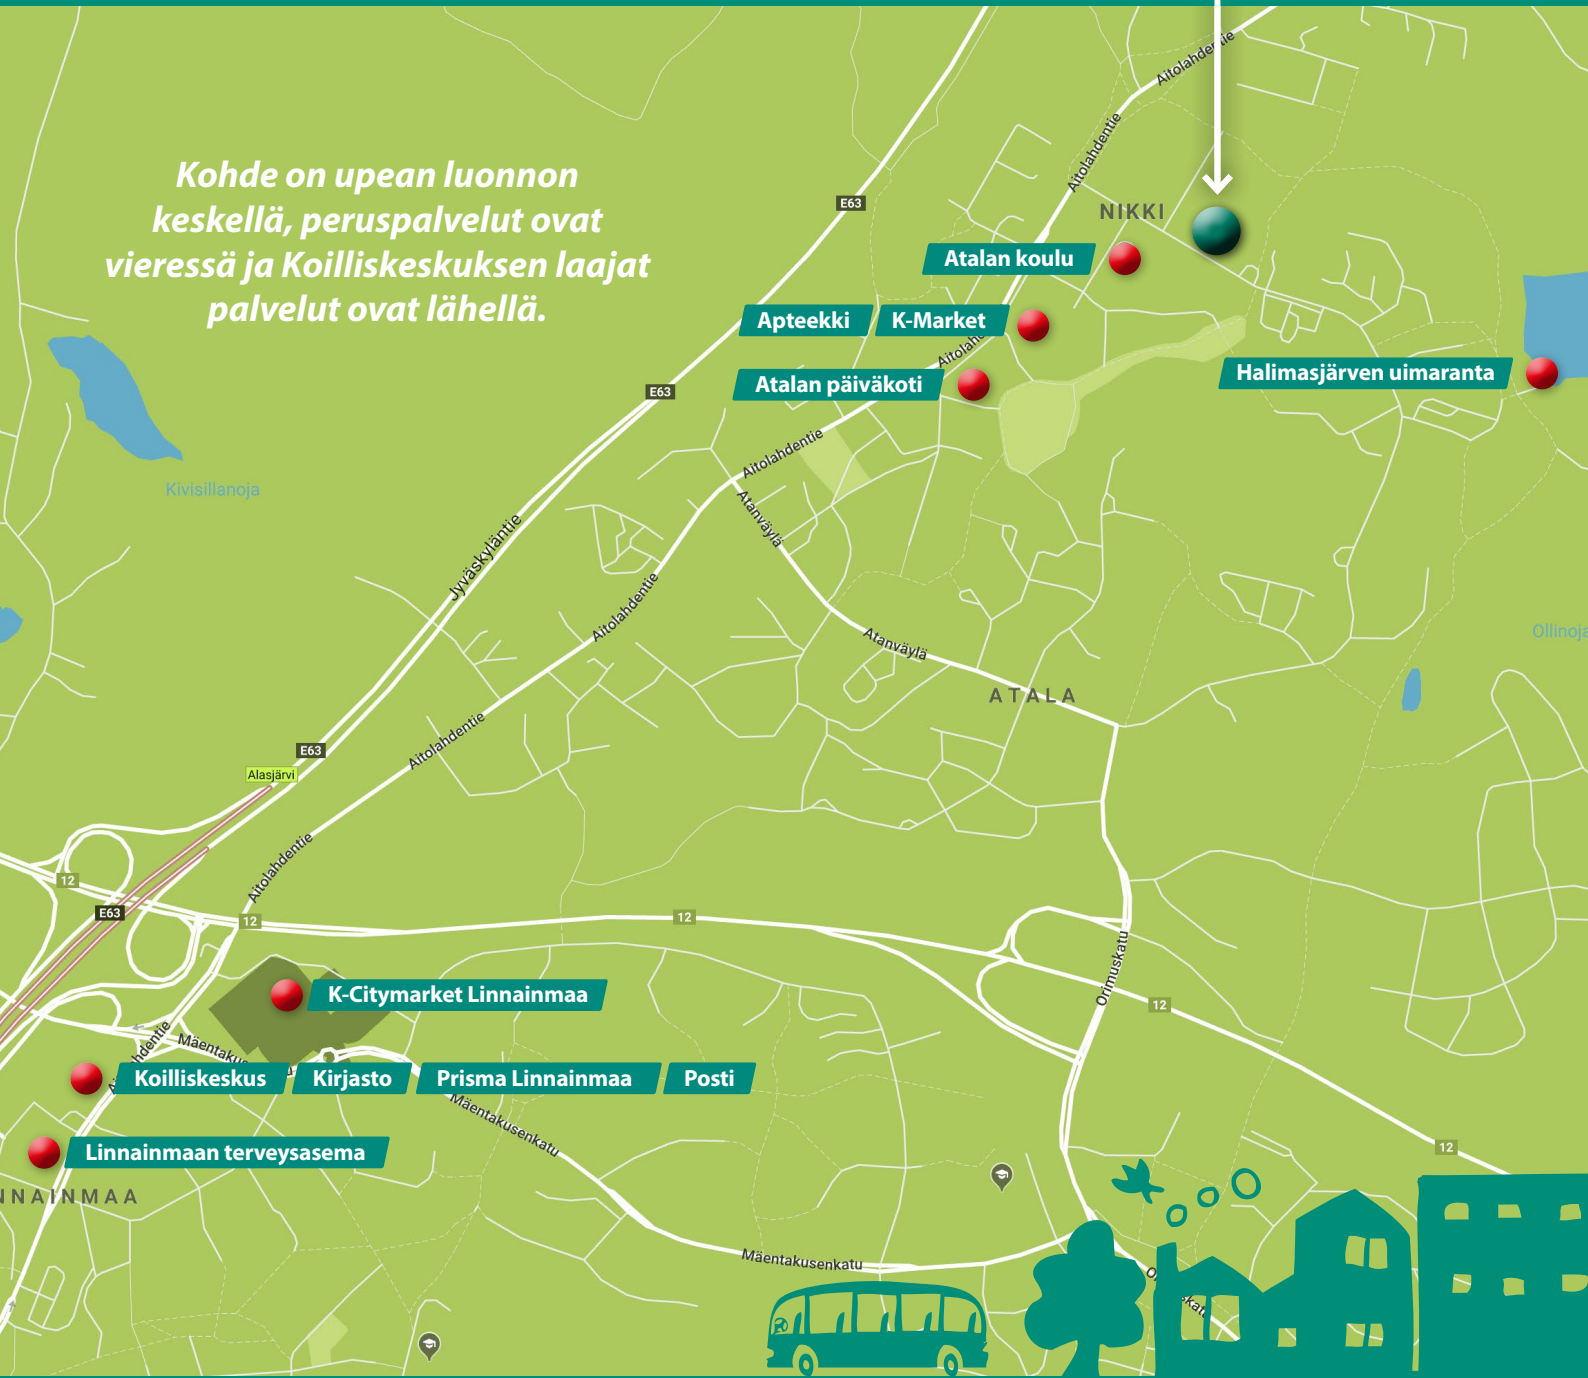 Aitolahdentie
Aitolahdentie
Kohde on upean luonnon
keskellä, peruspalvelut ovat
vieressä ja Koilliskeskuksen laajat
palvelut ovat lähellä.
E63
NIKKI
Atalan koulu
Apteekki
K-Market
Atalan päiväkoti
Halimasjärven uimaranta
E63
Aitolahdentie
Kivisillanoja
Atanväylä
Jyväskyläntie
Aitolahdentie
Atanväylä
Ollinoja
ATALA
Aitolahdentie
E63
Alasjärvi
Aitolahdentie
12
E63
12
12
Orimuskatu
12
K-Citymarket Linnainmaa
Koilliskeskus
Kirjasto
Prisma Linnainmaa
Posti
Mäentakusenkatu
Linnainmaan terveysasema
12
NNAINMAA
Mäentakusenkatu